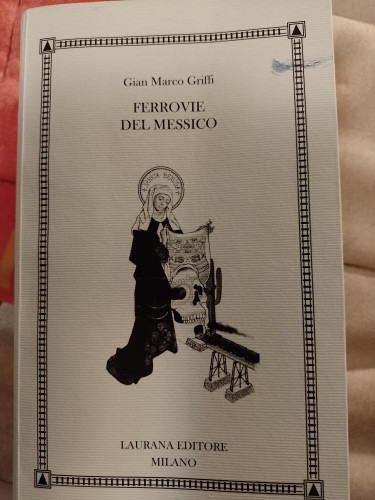 Gian Marco Griffi
FERROVIE
DEL MESSICO
LAURANA EDITORE
MILANO